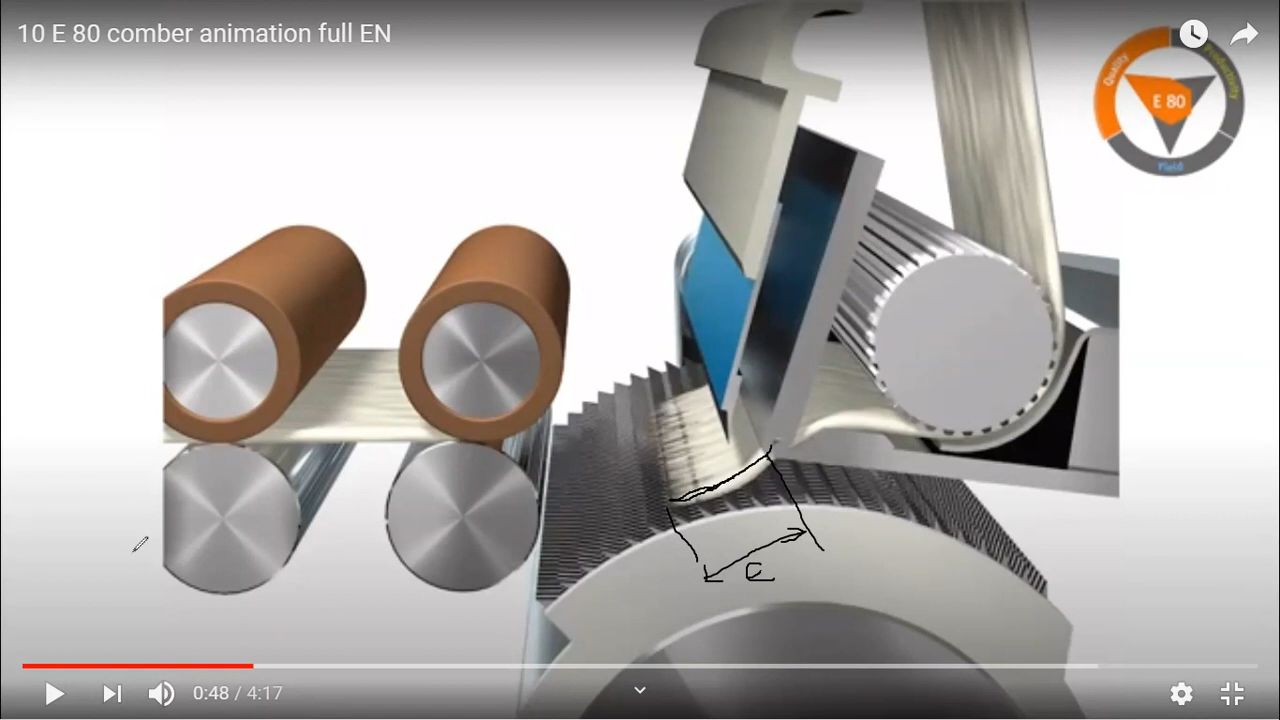 10 E 80 comber animation full EN
Quality
Productivity
E 80
Yield
E
0:48 / 4:17